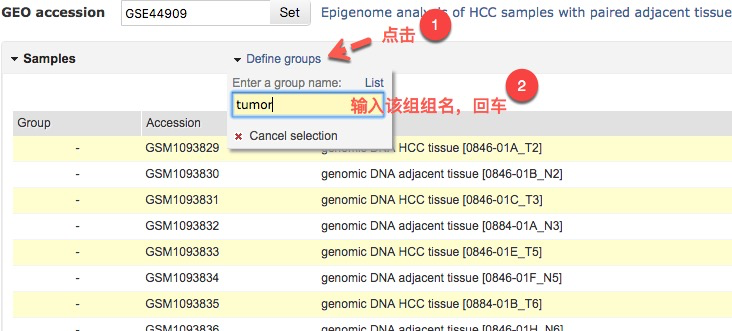 GEO accession GSE44909 Set Epigenome analysis of HCC samples with paired adjacent tissue
点击 1
Samples Define groups
Enter a group name: List
2
tumor 输入该组组名，回车
Cancel selection
Group Accession
- GSM1093829 genomic DNA HCC tissue [0846-01A_T2]
- GSM1093830 genomic DNA adjacent tissue [0846-01B_N2]
- GSM1093831 genomic DNA HCC tissue [0846-01C_T3]
- GSM1093832 genomic DNA adjacent tissue [0884-01A_N3]
- GSM1093833 genomic DNA HCC tissue [0846-01E_T5]
- GSM1093834 genomic DNA adjacent tissue [0846-01F_N5]
- GSM1093835 genomic DNA HCC tissue [0884-01B_T6]
GSM1093836 genomic DNA adjacent tissue [0846-01H_N6]